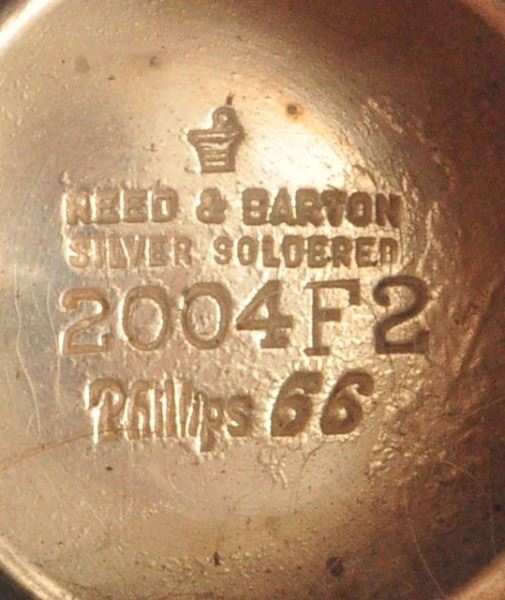 REED & BARTON
SILVER SOLDERED
2004F2
Phillips 66